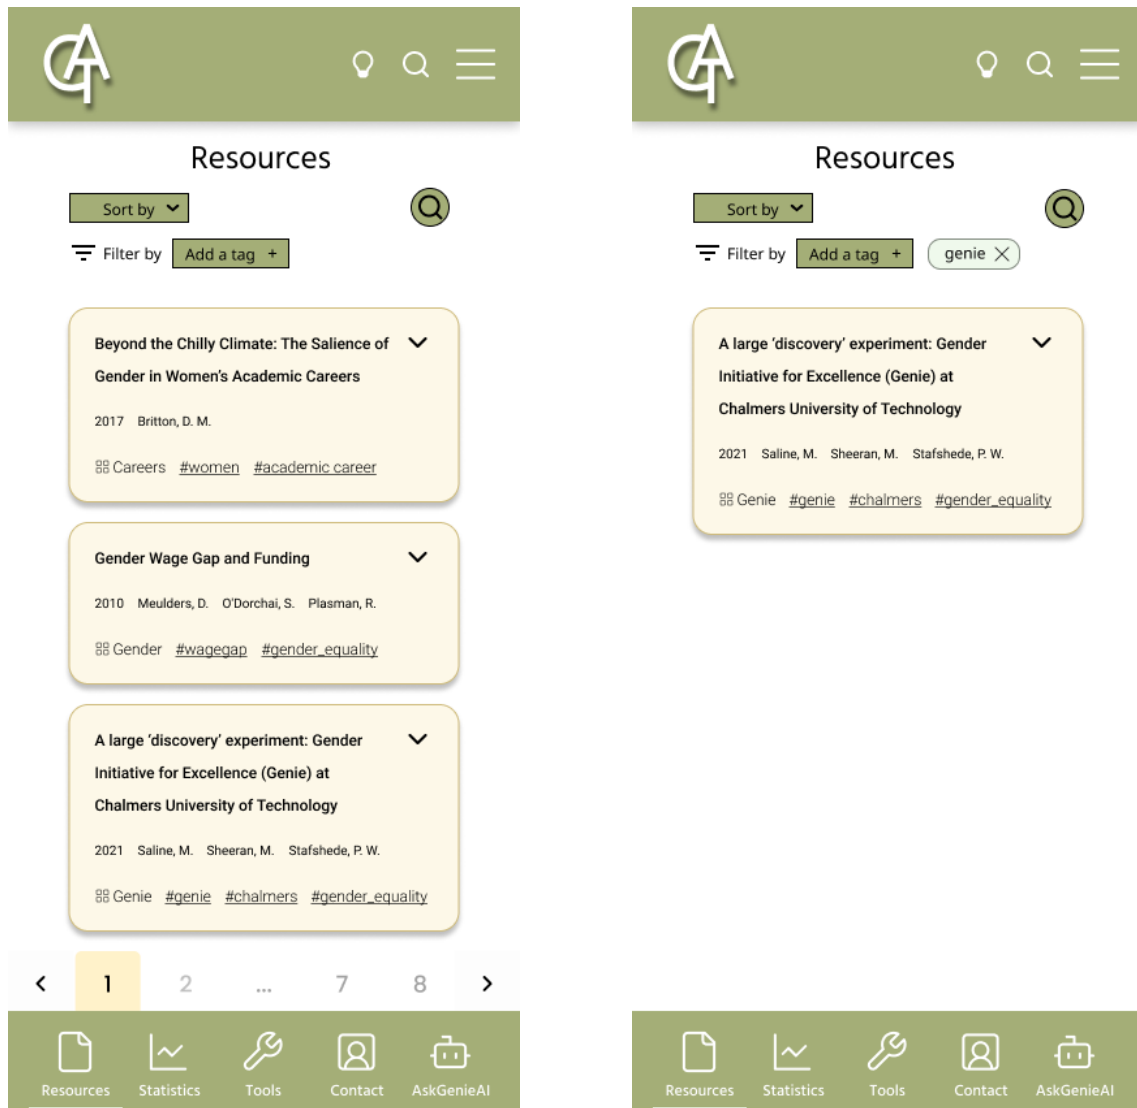 GAT
Resources
Sort by
Filter by Add a tag +
Beyond the Chilly Climate: The Salience of
Gender in Women's Academic Careers
2017 Britton, D. M.
Careers #women #academic career
Gender Wage Gap and Funding
2010 Meulders, D. O'Dorchai, S. Plasman, R.
Gender #wagegap #gender_equality
A large ‘discovery’ experiment: Gender
Initiative for Excellence (Genie) at
Chalmers University of Technology
2021 Saline, M. Sheeran, M. Stafshede, P. W.
Genie #genie #chalmers #gender_equality
1 2 ... 7 8
Resources Statistics Tools Contact AskGenieAI
GAT
Resources
Sort by
Filter by Add a tag + genie
A large ‘discovery’ experiment: Gender
Initiative for Excellence (Genie) at
Chalmers University of Technology
2021 Saline, M. Sheeran, M. Stafshede, P. W.
Genie #genie #chalmers #gender_equality
Resources Statistics Tools Contact AskGenieAI